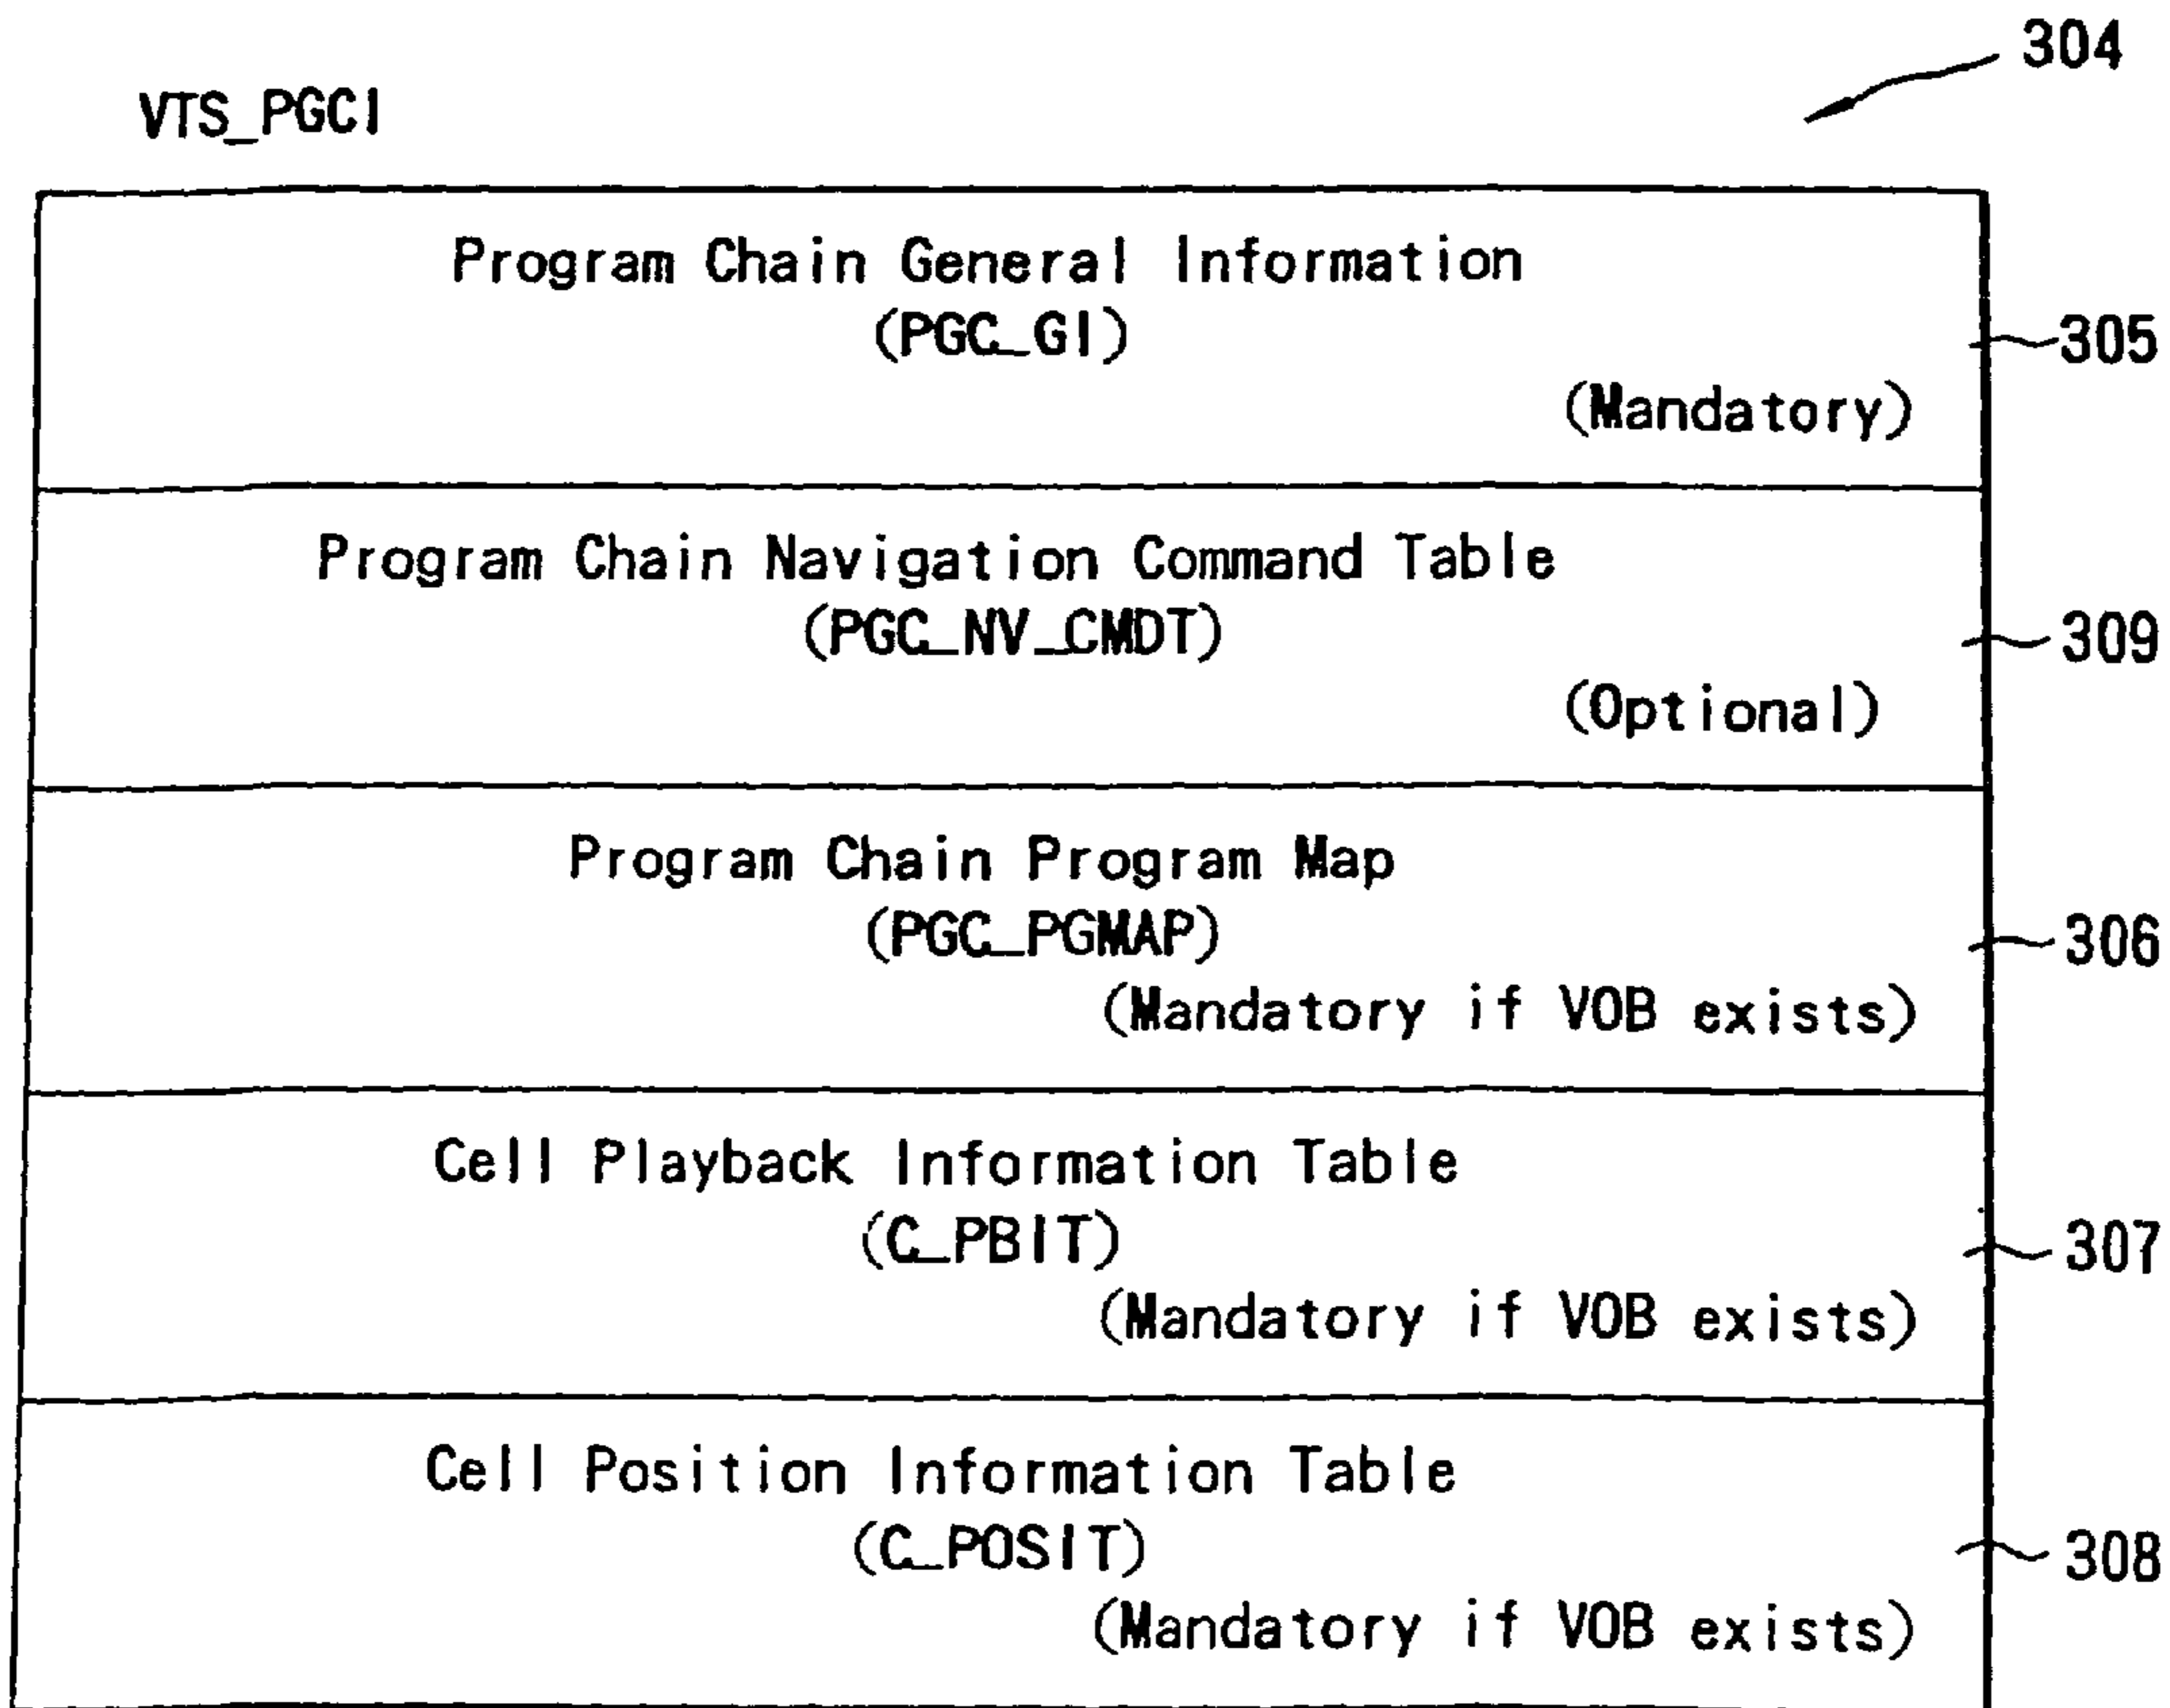 304
VTS_PGCI
Program Chain General Information
(PGC_GI)
305
(Mandatory)
Program Chain Navigation Command Table
(PGC_NV_CMDT)
309
(Optional)
Program Chain Program Map
(PGC_PGMAP)
306
(Mandatory if VOB exists)
Cell Playback Information Table
(C_PBIT)
307
(Mandatory if VOB exists)
Cell Position Information Table
(C_POSIT)
308
(Mandatory if VOB exists)